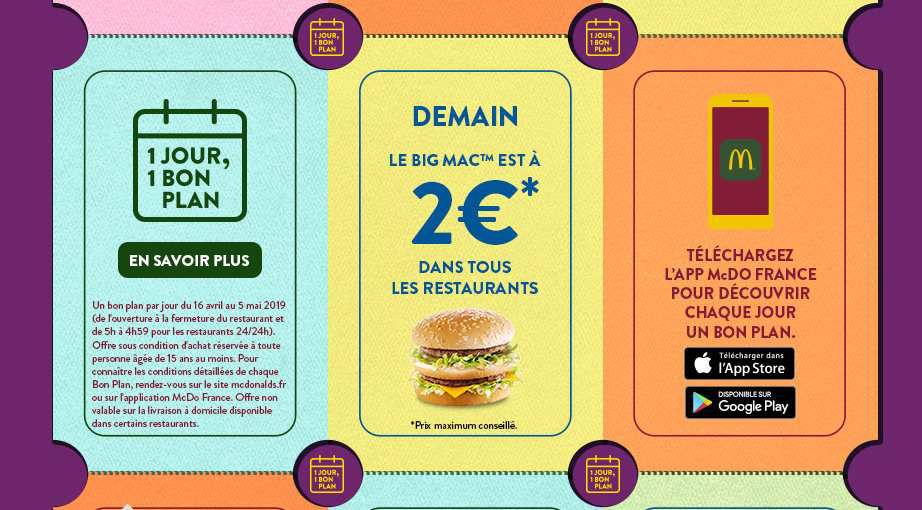 1 JOUR,
1 BON
PLAN
1 JOUR,
1 BON
PLAN
1 JOUR,
1 BON
PLAN
EN SAVOIR PLUS
Un bon plan par jour du 16 avril au 5 mai 2019
(de l'ouverture à la fermeture du restaurant et
de 5h à 4h59 pour les restaurants 24/24h).
Offre sous condition d'achat réservée à toute
personne âgée de 15 ans au moins. Pour
connaître les conditions détaillées de chaque
Bon Plan, rendez-vous sur le site mcdonalds.fr
ou sur l'application McDo France. Offre non
valable sur la livraison à domicile disponible
dans certains restaurants.
DEMAIN
LE BIG MAC™ EST À
2€*
DANS TOUS
LES RESTAURANTS
*Prix maximum conseillé.
TÉLÉCHARGEZ
L'APP McDO FRANCE
POUR DÉCOUVRIR
CHAQUE JOUR
UN BON PLAN.
Télécharger dans
l'App Store
DISPONIBLE SUR
Google Play
1 JOUR,
1 BON
PLAN
1 JOUR,
1 BON
PLAN